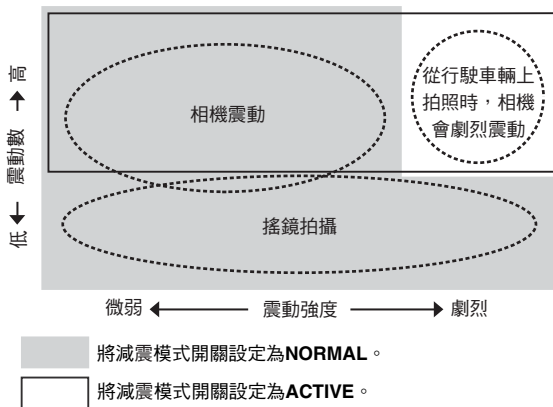 高
震動數
低
相機震動
從行駛車輛上
拍照時，相機
會劇烈震動
搖鏡拍攝
微弱
震動強度
劇烈
將減震模式開關設定為NORMAL。
將減震模式開關設定為ACTIVE。